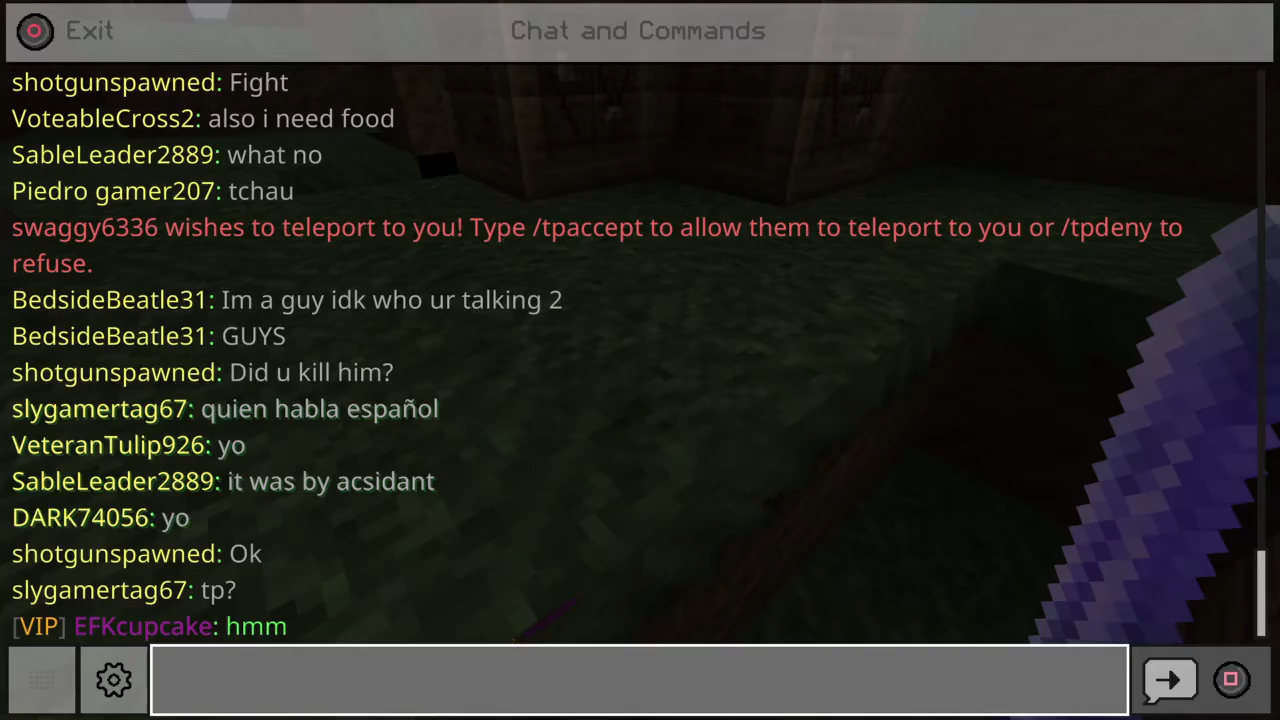 Exit
Chat and Commands
shotgunspawned: Fight
VoteableCross2: also i need food
SableLeader2889: what no
Piedro gamer207: tchau
swaggy6336 wishes to teleport to you! Type /tpaccept to allow them to teleport to you or /tpdeny to
refuse.
BedsideBeatle31: Im a guy idk who ur talking 2
BedsideBeatle31: GUYS
shotgunspawned: Did u kill him?
slygamertag67: quien habla español
VeteranTulip926: yo
SableLeader2889: it was by acsidant
DARK74056: yo
shotgunspawned: Ok
slygamertag67: tp?
[VIP] EFKcupcake: hmm